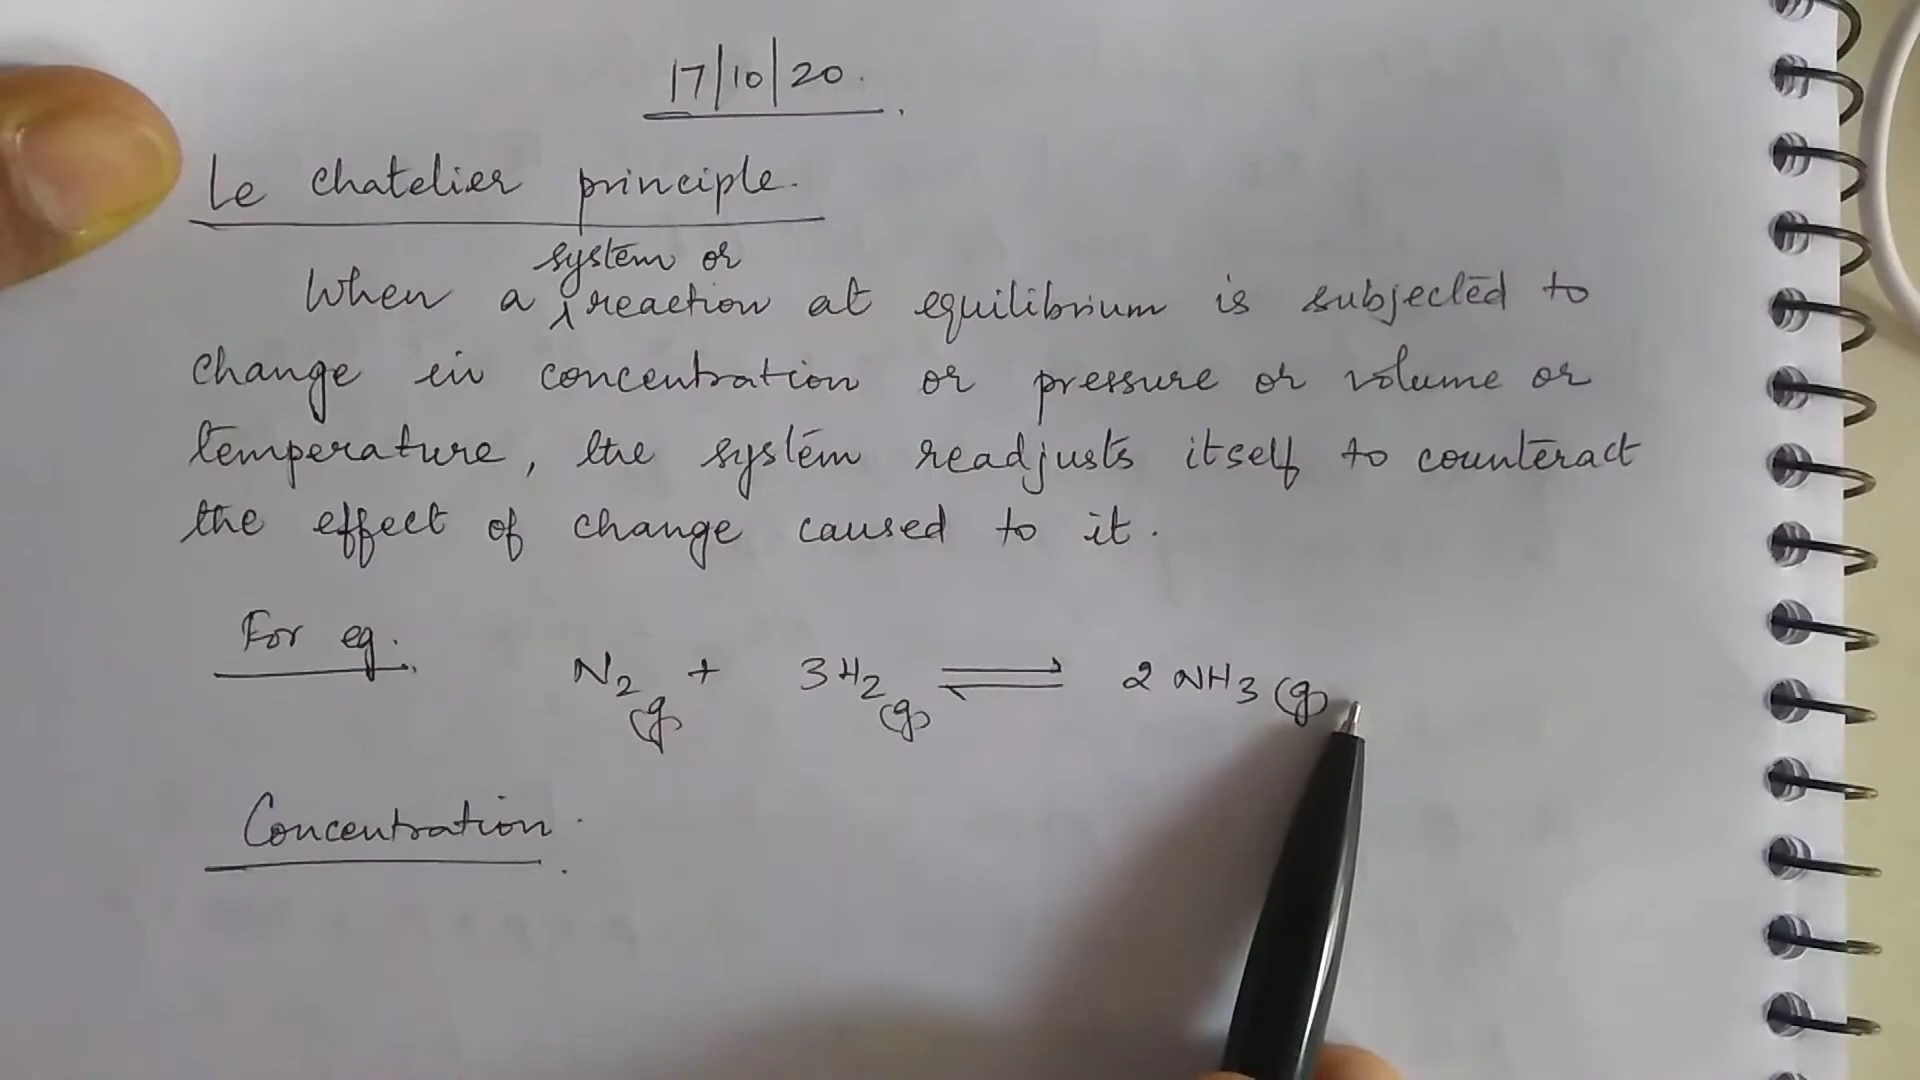 17/10/20.
Le chatelier principle.
system or
When a ⁁ reaction at equilibrium is subjected to
change in concentration or pressure or volume or
temperature, the system readjusts itself to counteract
the effect of change caused to it.
For eg. N2(g) + 3H2(g) ⇌ 2 NH3(g)
Concentration.